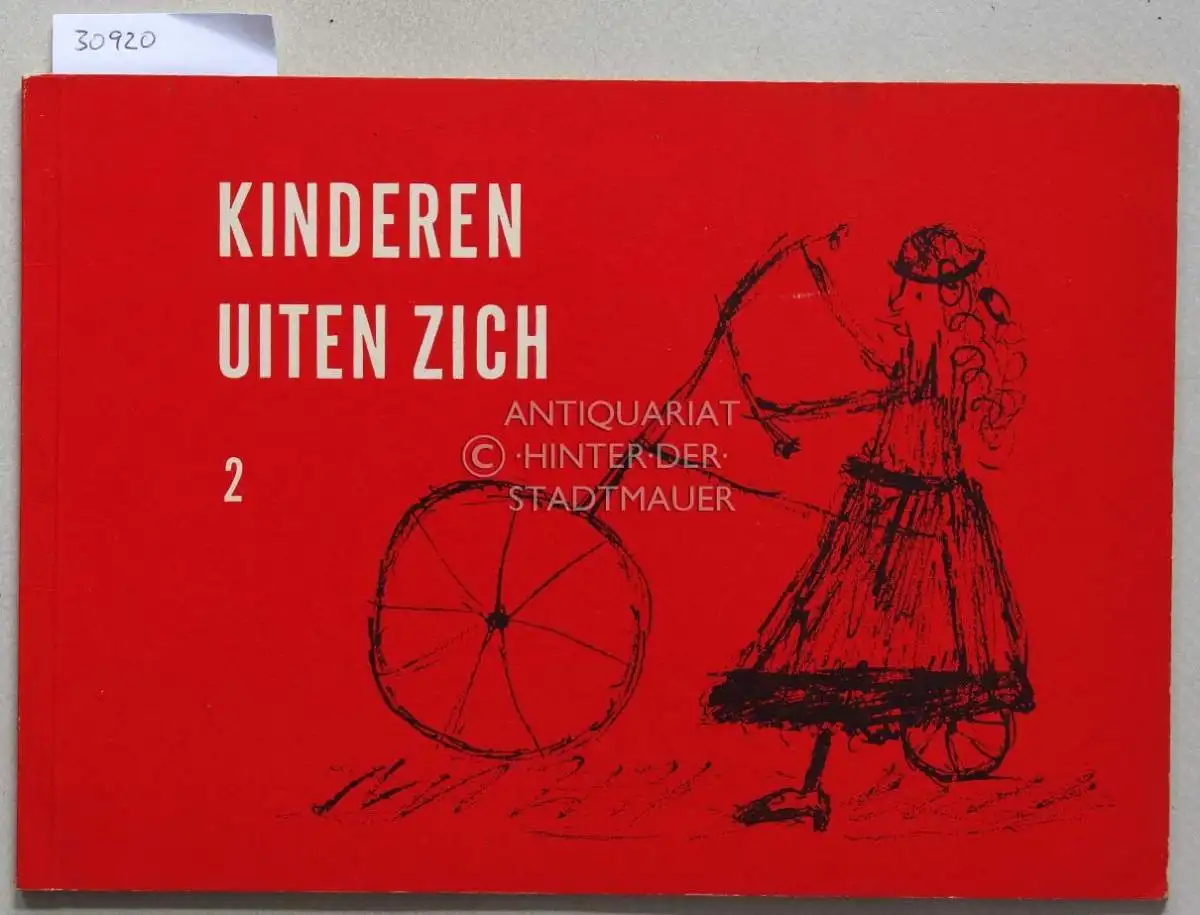 30920
KINDEREN
UITEN ZICH
2
ANTIQUARIAT
© ·HINTER·DER·
STADTMAUER